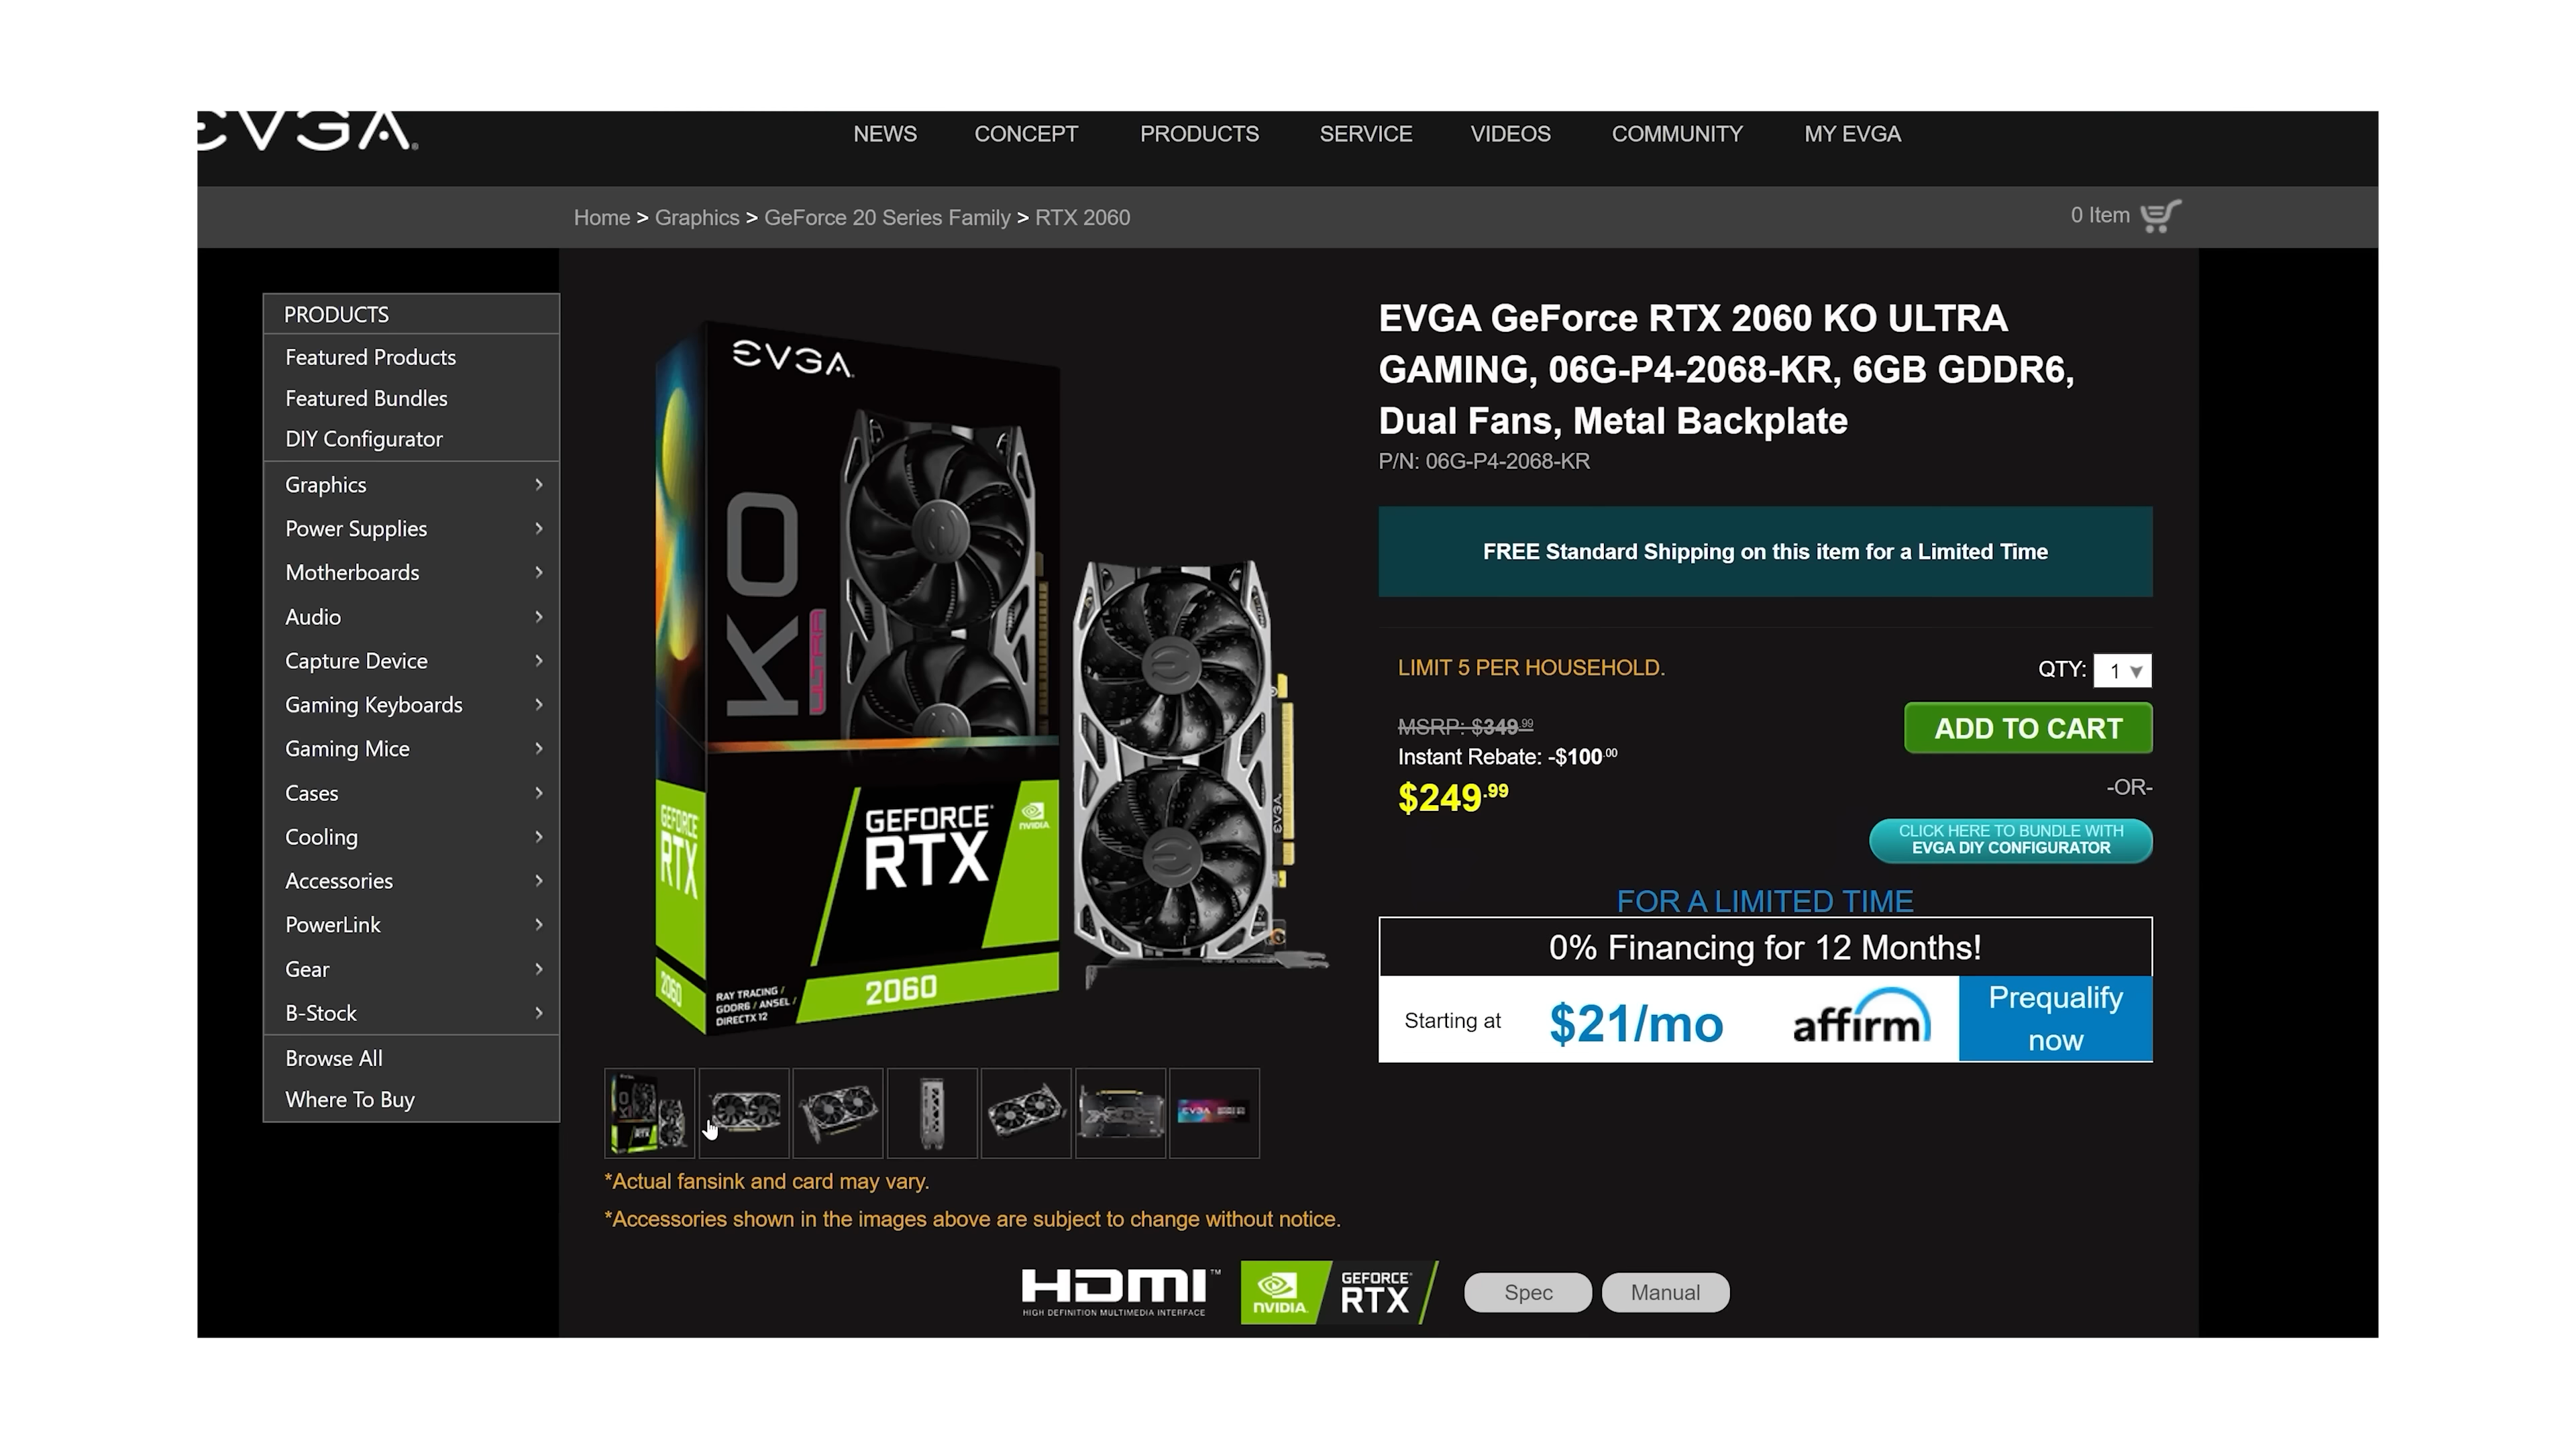 EVGA
NEWS CONCEPT PRODUCTS SERVICE VIDEOS COMMUNITY MY EVGA
Home > Graphics > GeForce 20 Series Family > RTX 2060
0 Item
PRODUCTS
Featured Products
Featured Bundles
DIY Configurator
Graphics
Power Supplies
Motherboards
Audio
Capture Device
Gaming Keyboards
Gaming Mice
Cases
Cooling
Accessories
PowerLink
Gear
B-Stock
Browse All
Where To Buy
EVGA
KO
ULTRA
GEFORCE
RTX
NVIDIA
2060
RAY TRACING /
GDDR6 / ANSEL /
DIRECTX 12
GEFORCE
RTX
2060
EVGA
EVGA GeForce RTX 2060 KO ULTRA
GAMING, 06G-P4-2068-KR, 6GB GDDR6,
Dual Fans, Metal Backplate
P/N: 06G-P4-2068-KR
FREE Standard Shipping on this item for a Limited Time
LIMIT 5 PER HOUSEHOLD.
QTY: 1
MSRP: $349.99
Instant Rebate: -$100.00
$249.99
ADD TO CART
-OR-
CLICK HERE TO BUNDLE WITH
EVGA DIY CONFIGURATOR
FOR A LIMITED TIME
0% Financing for 12 Months!
Starting at $21/mo affirm
Prequalify
now
*Actual fansink and card may vary.
*Accessories shown in the images above are subject to change without notice.
HDMI™
HIGH DEFINITION MULTIMEDIA INTERFACE
NVIDIA
GEFORCE
RTX
Spec
Manual